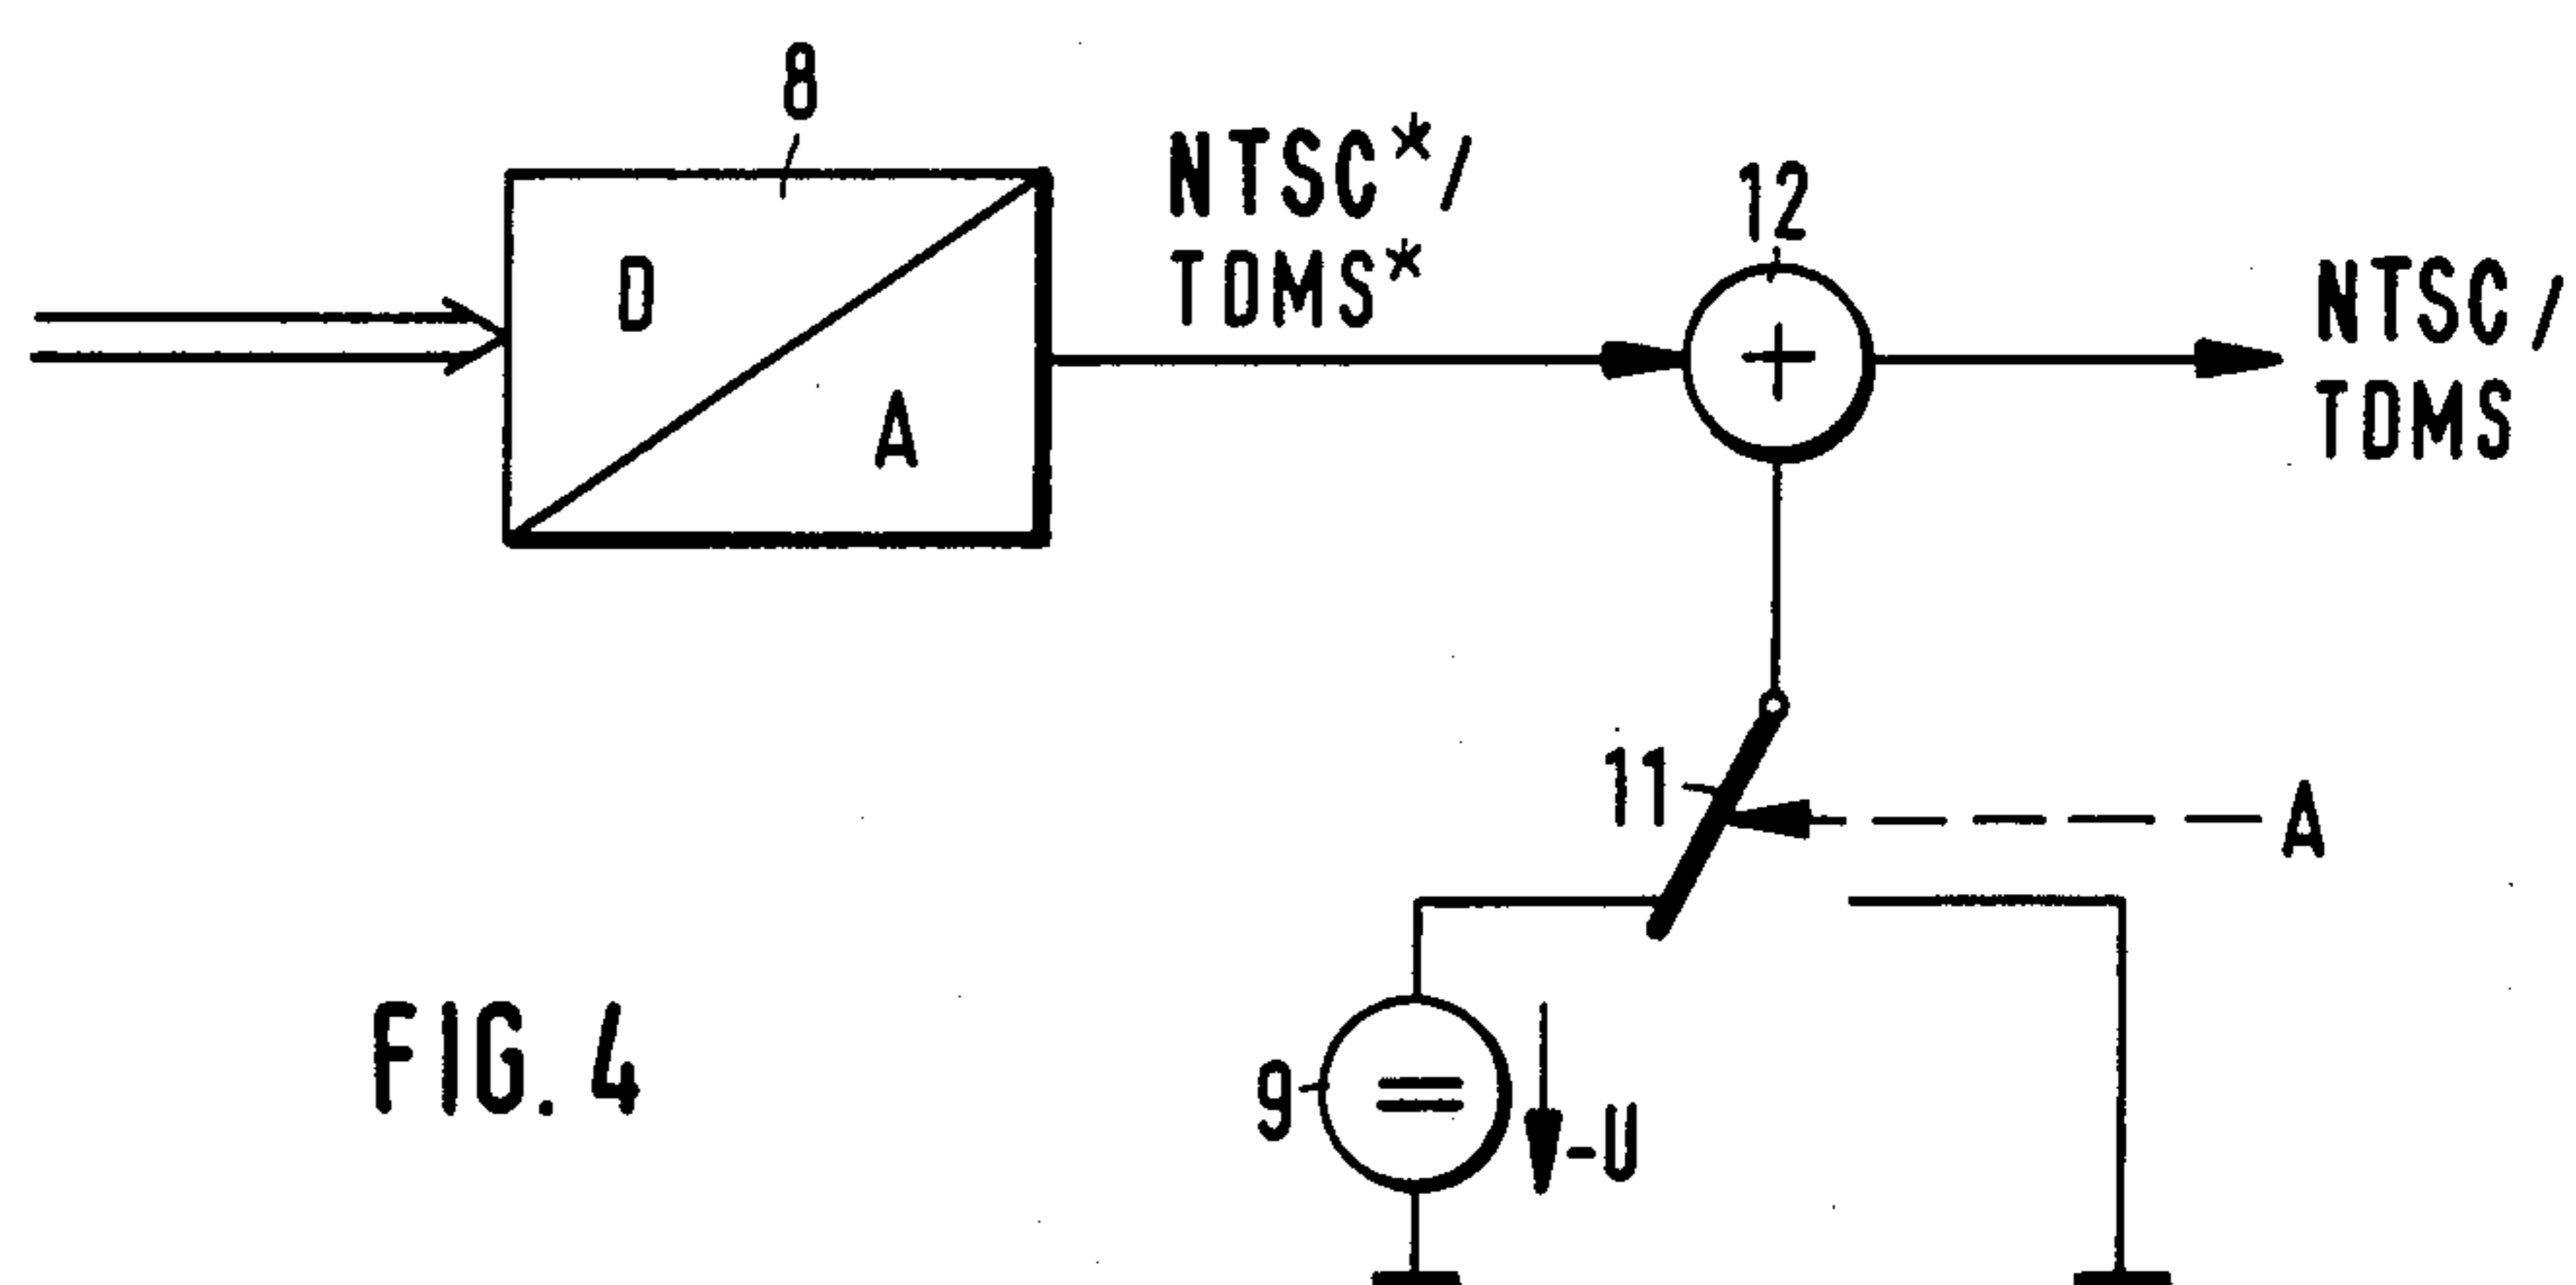 8
D
A
NTSC*/
TDMS*
12
+
NTSC/
TDMS
11
A
9
=
-U
FIG. 4